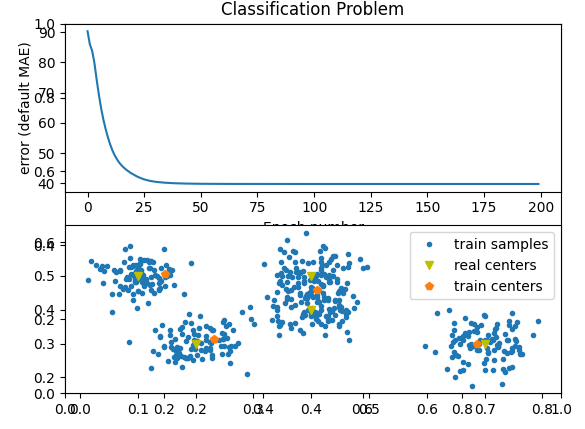 Classification Problem
error (default MAE)
1.0
90
80
70
0.8
60
50
0.6
40
0 25 50 75 100 125 150 175 200
Epoch number
0.6
0.4
0.5
0.4
0.2
0.3
0.2
0.0
train samples
real centers
train centers
0.0 0.0 0.1 0.2 0.2 0.3 0.4 0.4 0.5 0.6 0.8 0.7 0.8 1.0